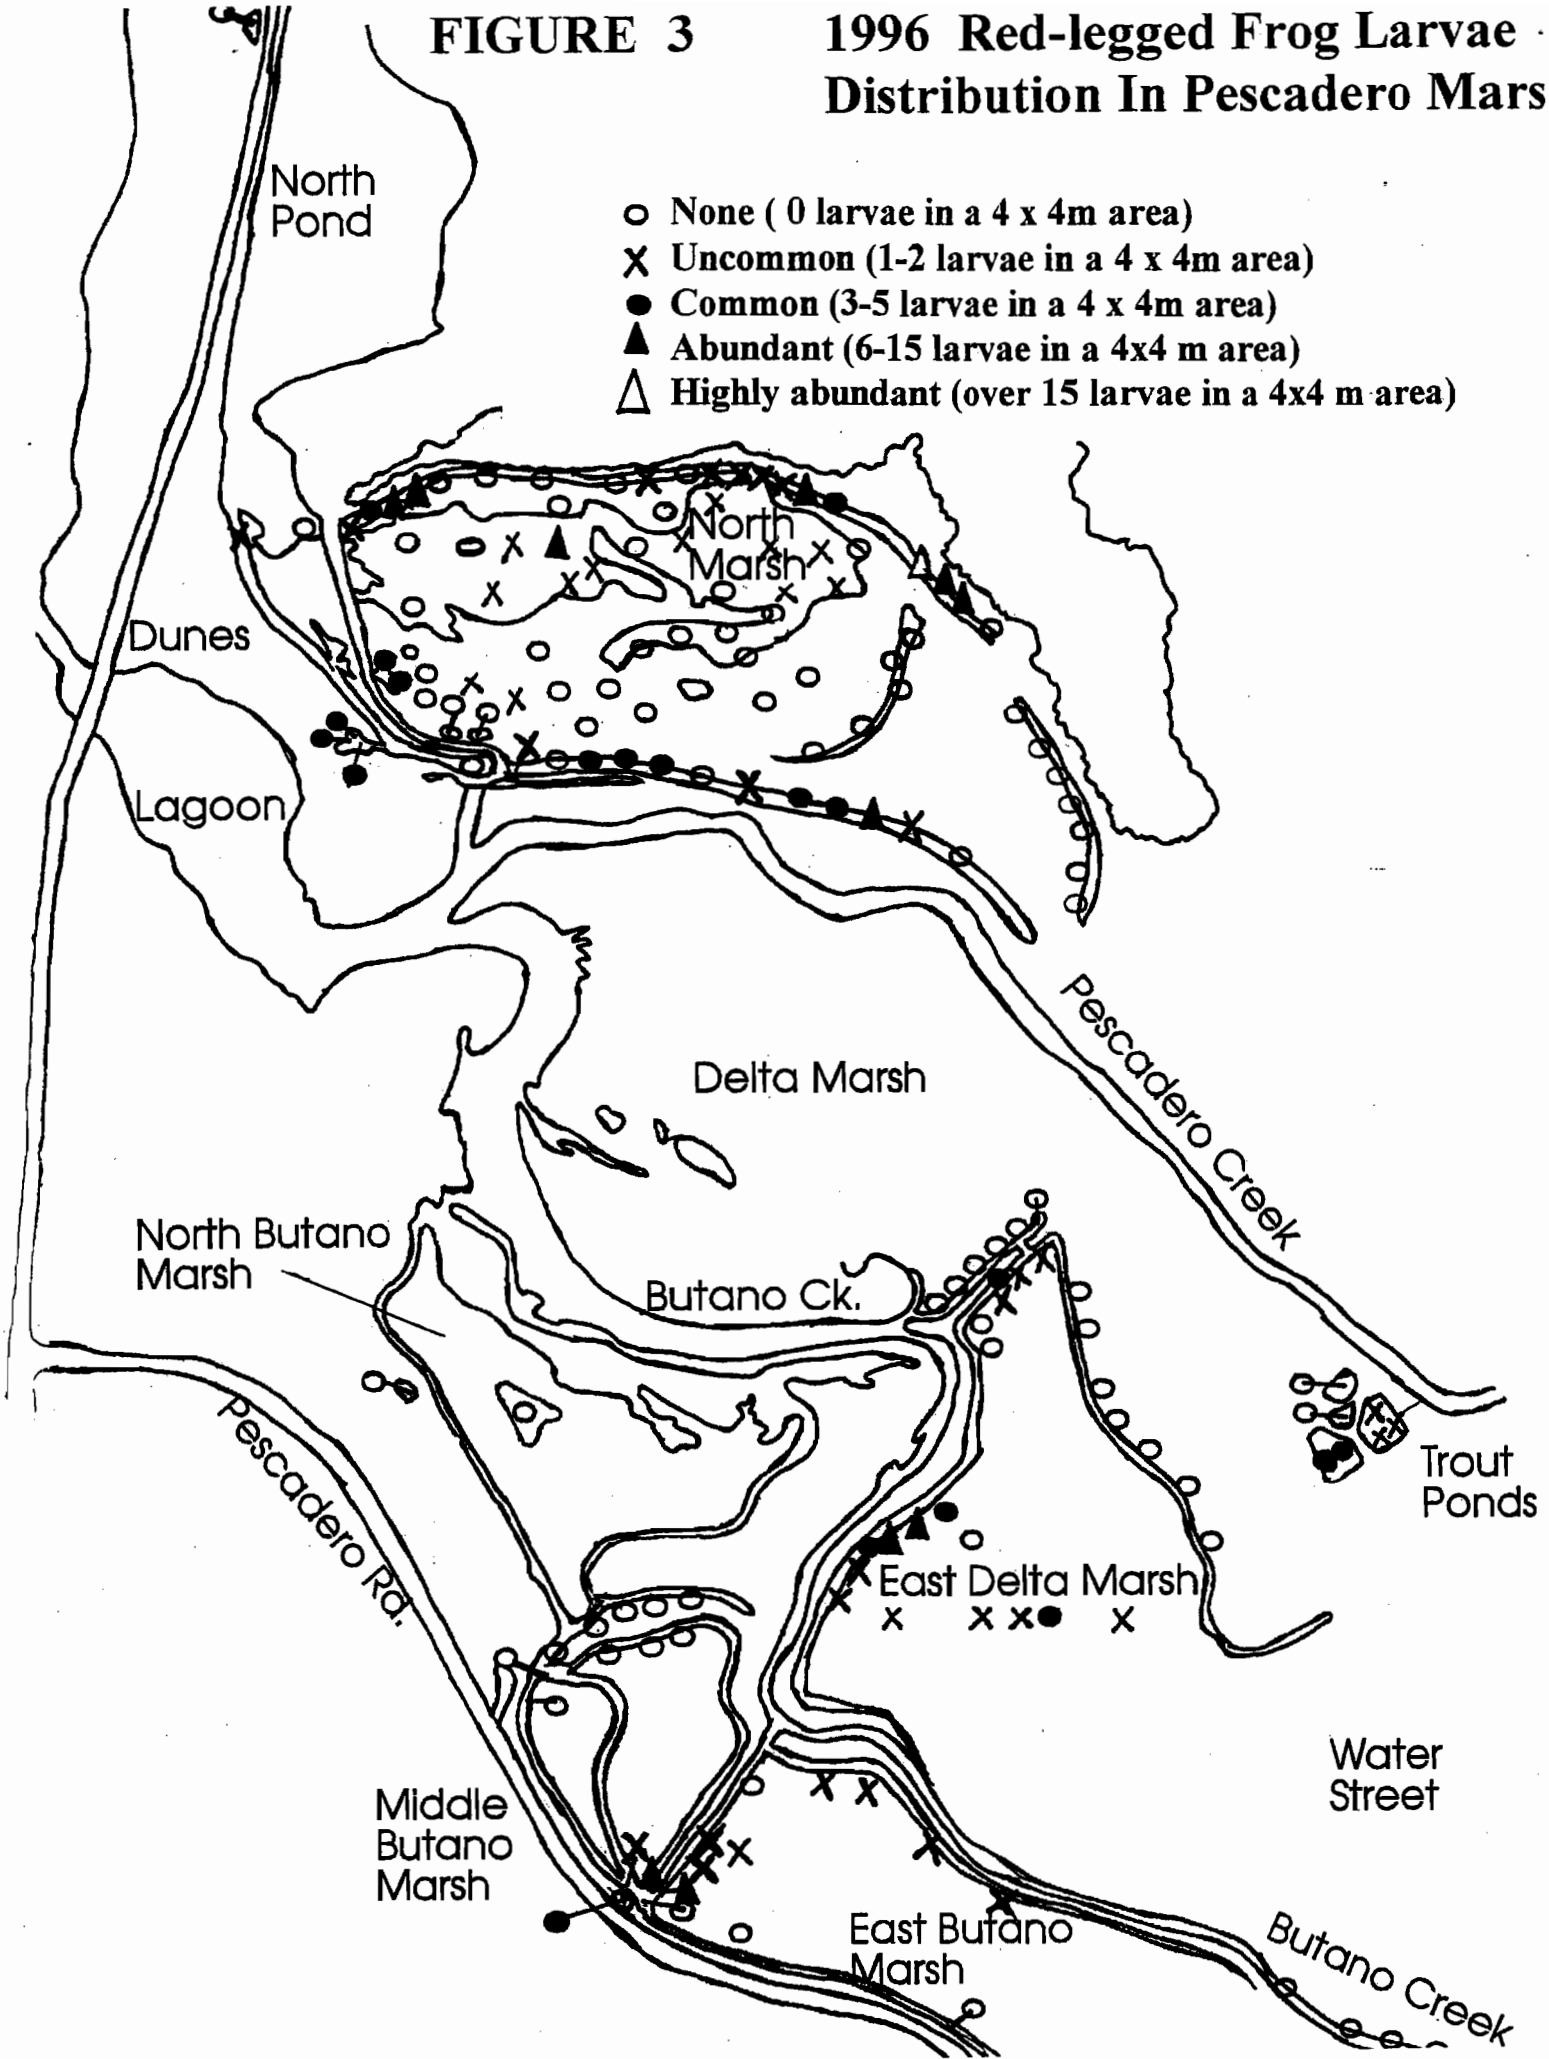 FIGURE 3
1996 Red-legged Frog Larvae
Distribution In Pescadero Mars
North
Pond
O None ( 0 larvae in a 4 x 4m area)
X Uncommon (1-2 larvae in a 4 x 4m area)
● Common (3-5 larvae in a 4 x 4m area)
▲ Abundant (6-15 larvae in a 4x4 m area)
△ Highly abundant (over 15 larvae in a 4x4 m area)
North
Marsh
Dunes
Lagoon
Pescadero Creek
Delta Marsh
North Butano
Marsh
Butano Ck.
Pescadero Rd.
Trout
Ponds
East Delta Marsh
Water
Street
Middle
Butano
Marsh
East Butano
Marsh
Butano Creek